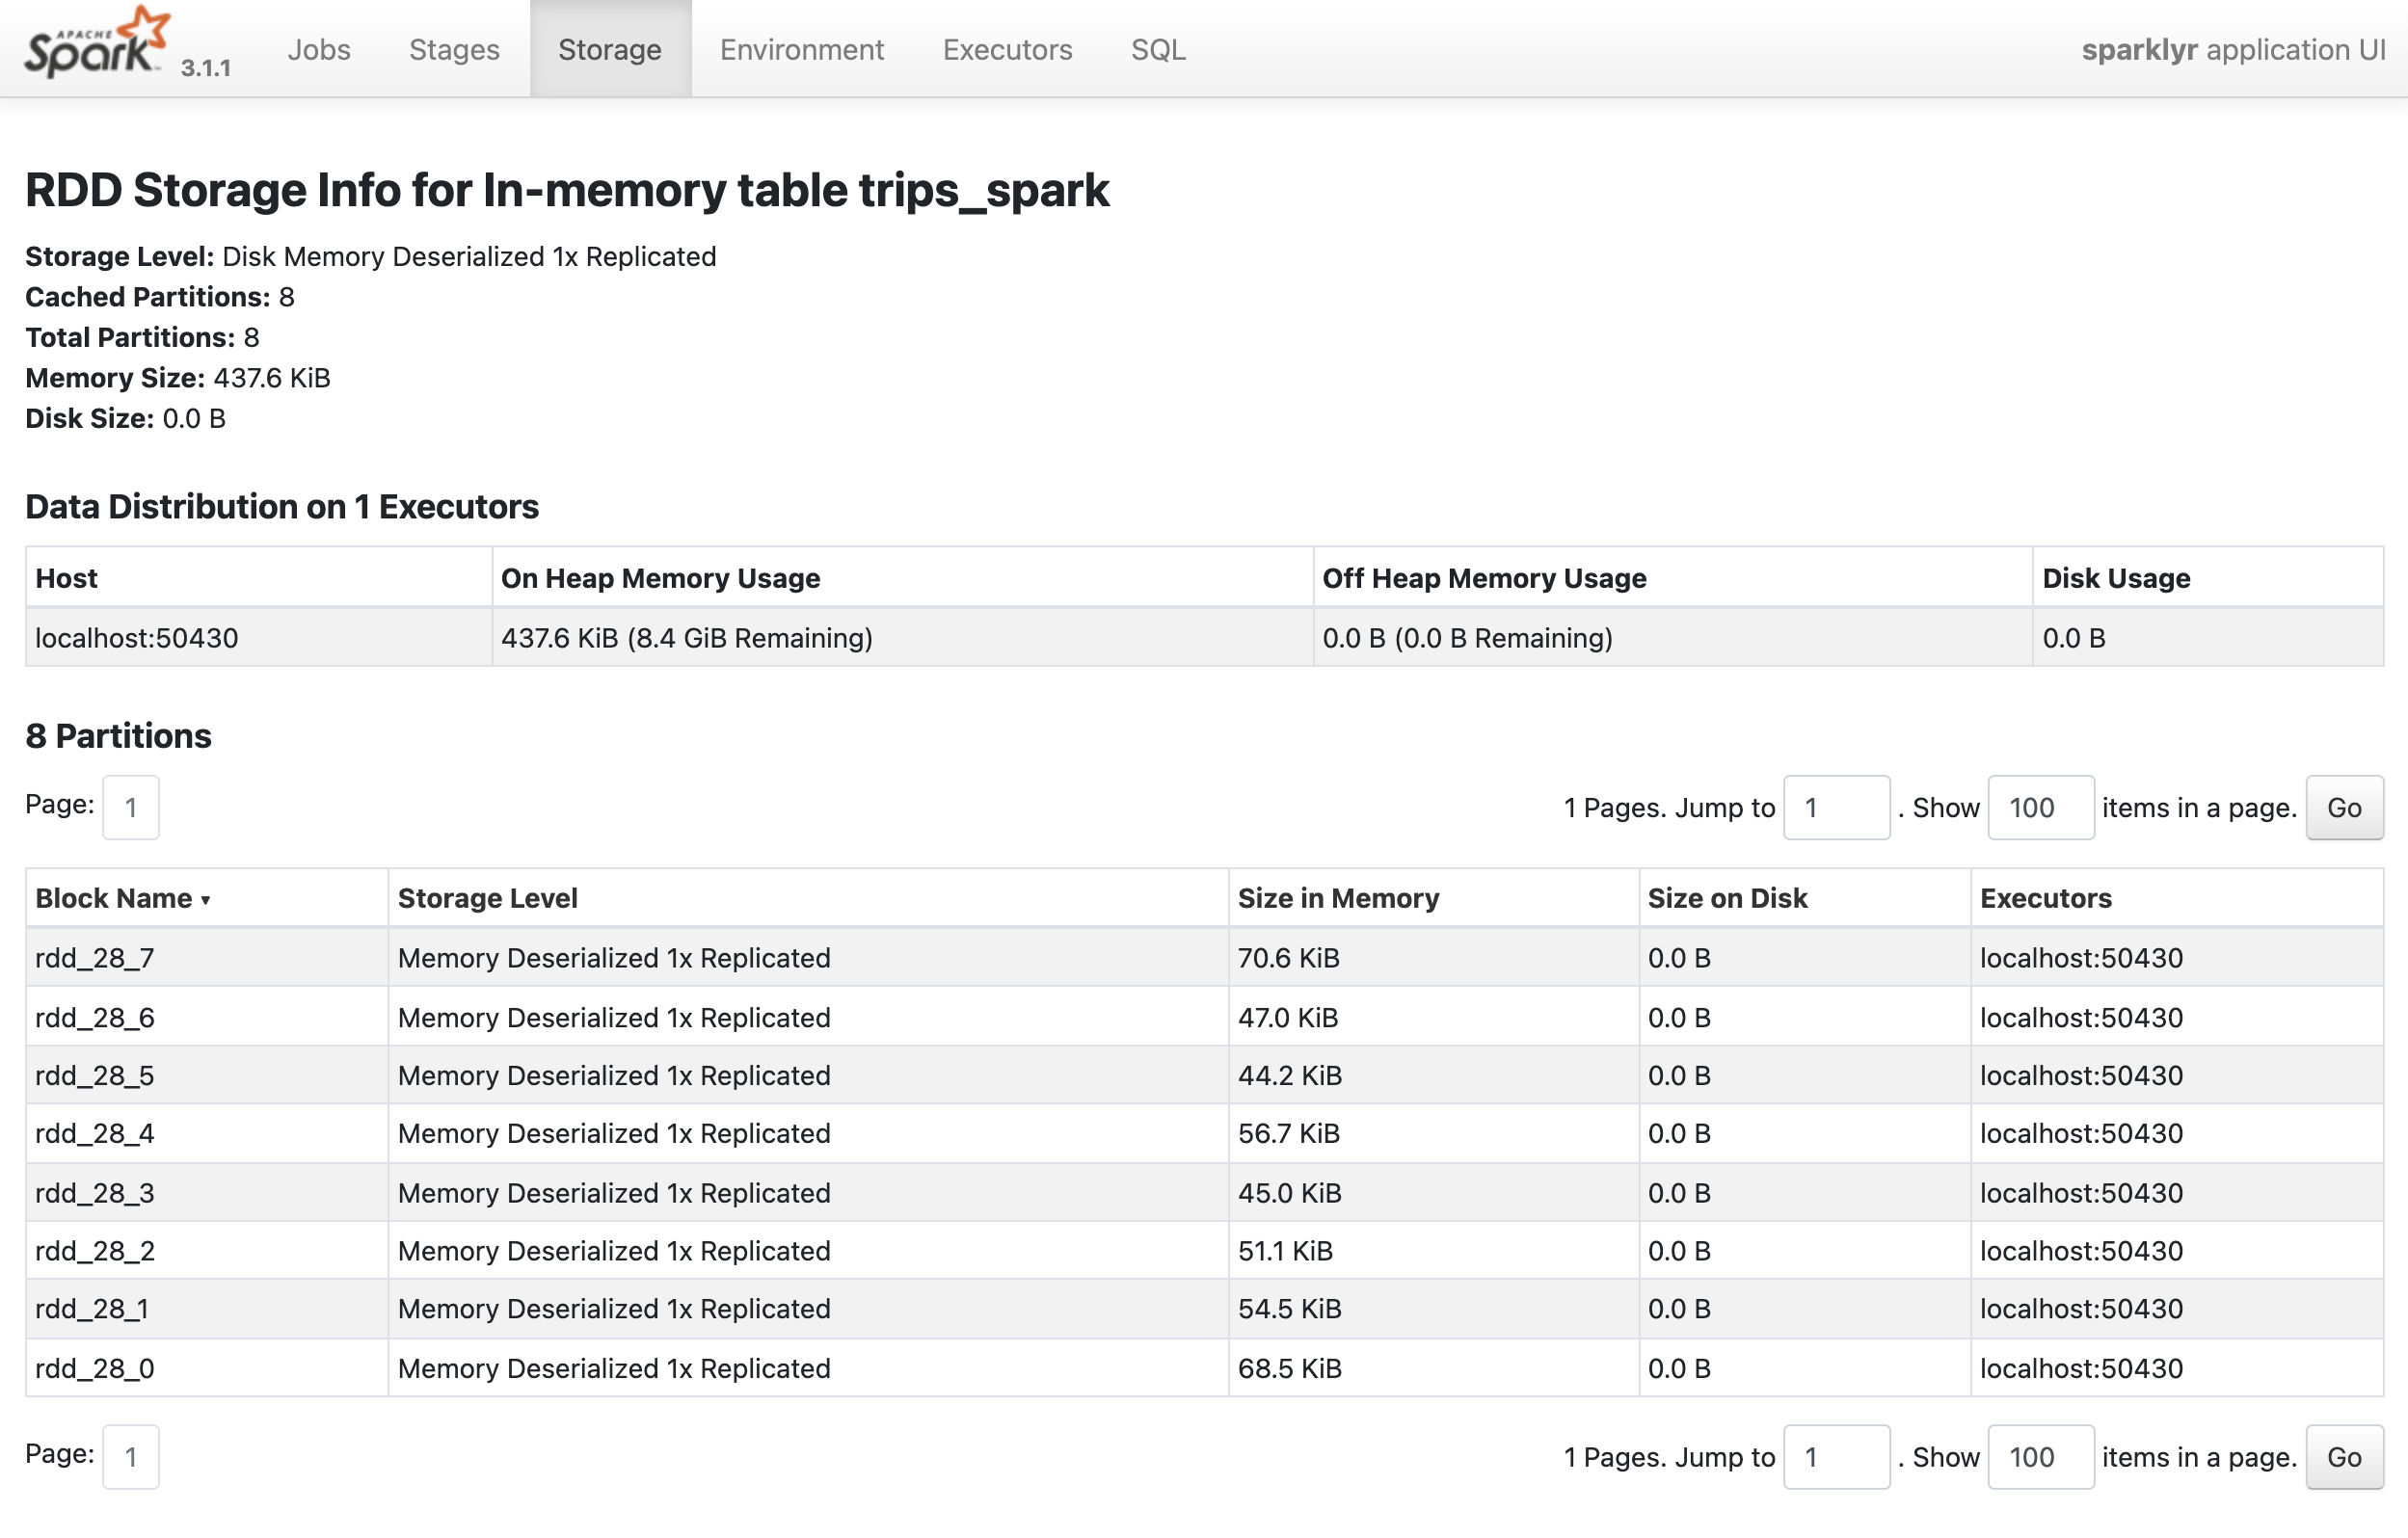 APACHE Spark 3.1.1 Jobs Stages Storage Environment Executors SQL sparklyr application UI
RDD Storage Info for In-memory table trips_spark
Storage Level: Disk Memory Deserialized 1x Replicated
Cached Partitions: 8
Total Partitions: 8
Memory Size: 437.6 KiB
Disk Size: 0.0 B
Data Distribution on 1 Executors
Host On Heap Memory Usage Off Heap Memory Usage Disk Usage
localhost:50430 437.6 KiB (8.4 GiB Remaining) 0.0 B (0.0 B Remaining) 0.0 B
8 Partitions
Page: 1 1 Pages. Jump to 1 . Show 100 items in a page. Go
Block Name ▾ Storage Level Size in Memory Size on Disk Executors
rdd_28_7 Memory Deserialized 1x Replicated 70.6 KiB 0.0 B localhost:50430
rdd_28_6 Memory Deserialized 1x Replicated 47.0 KiB 0.0 B localhost:50430
rdd_28_5 Memory Deserialized 1x Replicated 44.2 KiB 0.0 B localhost:50430
rdd_28_4 Memory Deserialized 1x Replicated 56.7 KiB 0.0 B localhost:50430
rdd_28_3 Memory Deserialized 1x Replicated 45.0 KiB 0.0 B localhost:50430
rdd_28_2 Memory Deserialized 1x Replicated 51.1 KiB 0.0 B localhost:50430
rdd_28_1 Memory Deserialized 1x Replicated 54.5 KiB 0.0 B localhost:50430
rdd_28_0 Memory Deserialized 1x Replicated 68.5 KiB 0.0 B localhost:50430
Page: 1 1 Pages. Jump to 1 . Show 100 items in a page. Go